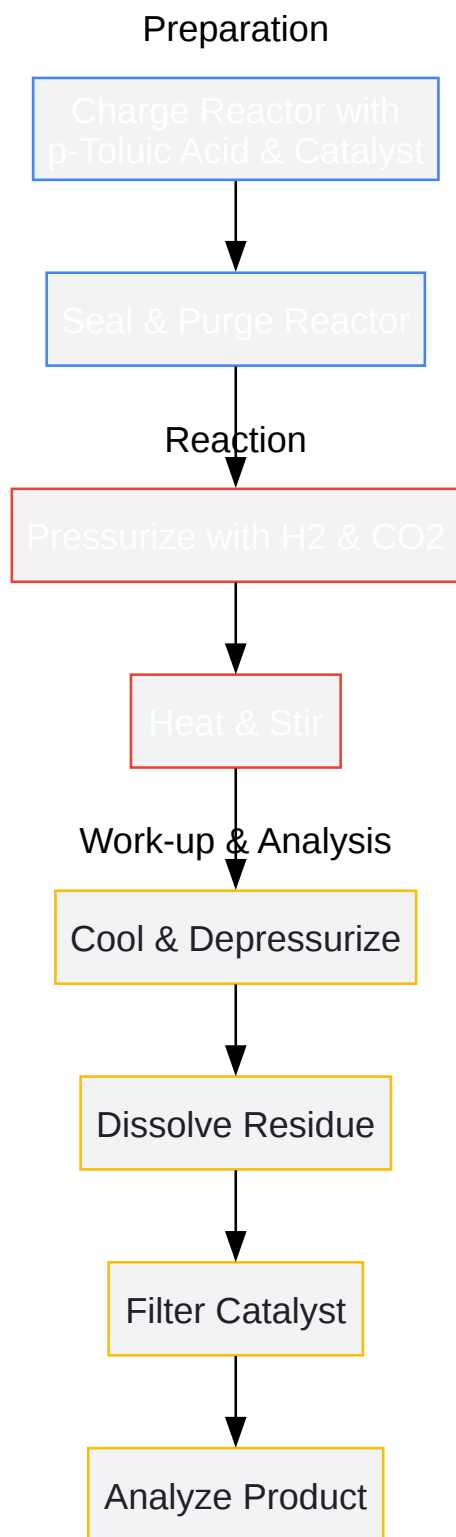 Preparation
Charge Reactor with
p-Toluic Acid & Catalyst
Seal & Purge Reactor
Reaction
Pressurize with H2 & CO2
Heat & Stir
Work-up & Analysis
Cool & Depressurize
Dissolve Residue
Filter Catalyst
Analyze Product